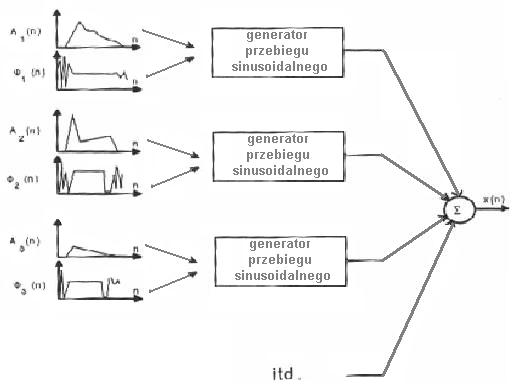 A₁(n)
n
Φ₁(n)
n
generator
przebiegu
sinusoidalnego
A₂(n)
n
Φ₂(n)
n
generator
przebiegu
sinusoidalnego
Σ
x(n)
A₃(n)
n
Φ₃(n)
n
generator
przebiegu
sinusoidalnego
itd.